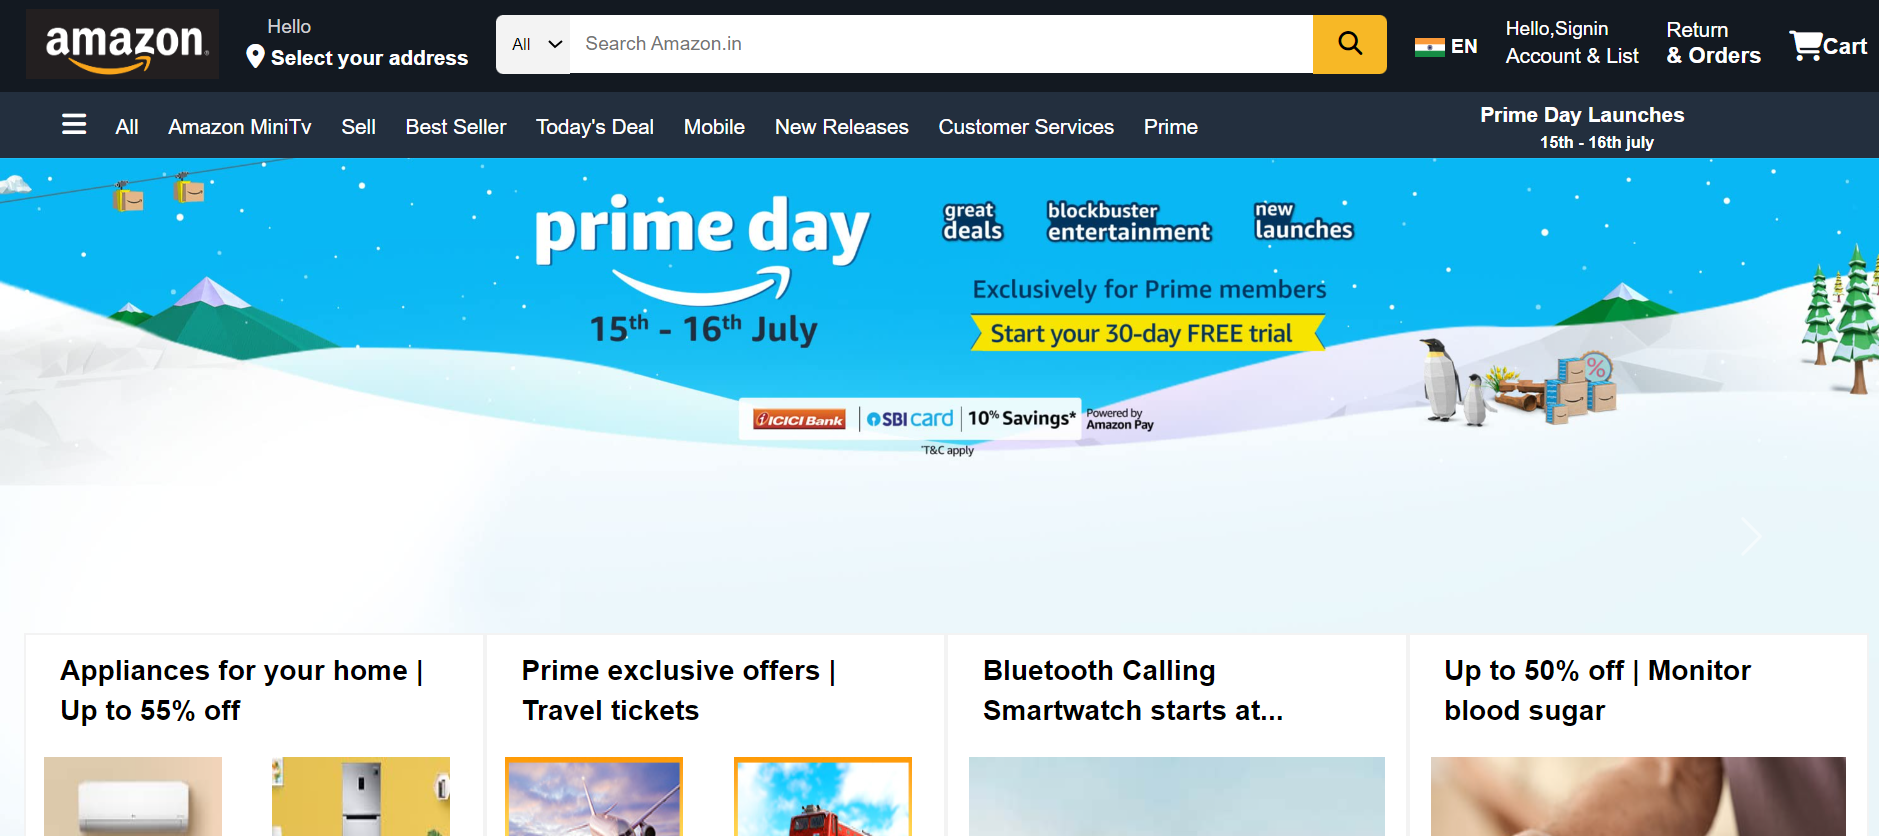 amazon
Hello
Select your address
All
Search Amazon.in
EN
Hello,Signin
Account & List
Return
& Orders
Cart
All
Amazon MiniTv
Sell
Best Seller
Today's Deal
Mobile
New Releases
Customer Services
Prime
Prime Day Launches
15th - 16th july
prime day
15th - 16th July
great
deals
blockbuster
entertainment
new
launches
Exclusively for Prime members
Start your 30-day FREE trial
ICICI Bank
SBI card
10% Savings*
Powered by
Amazon Pay
*T&C apply
Appliances for your home |
Up to 55% off
Prime exclusive offers |
Travel tickets
Bluetooth Calling
Smartwatch starts at...
Up to 50% off | Monitor
blood sugar
%